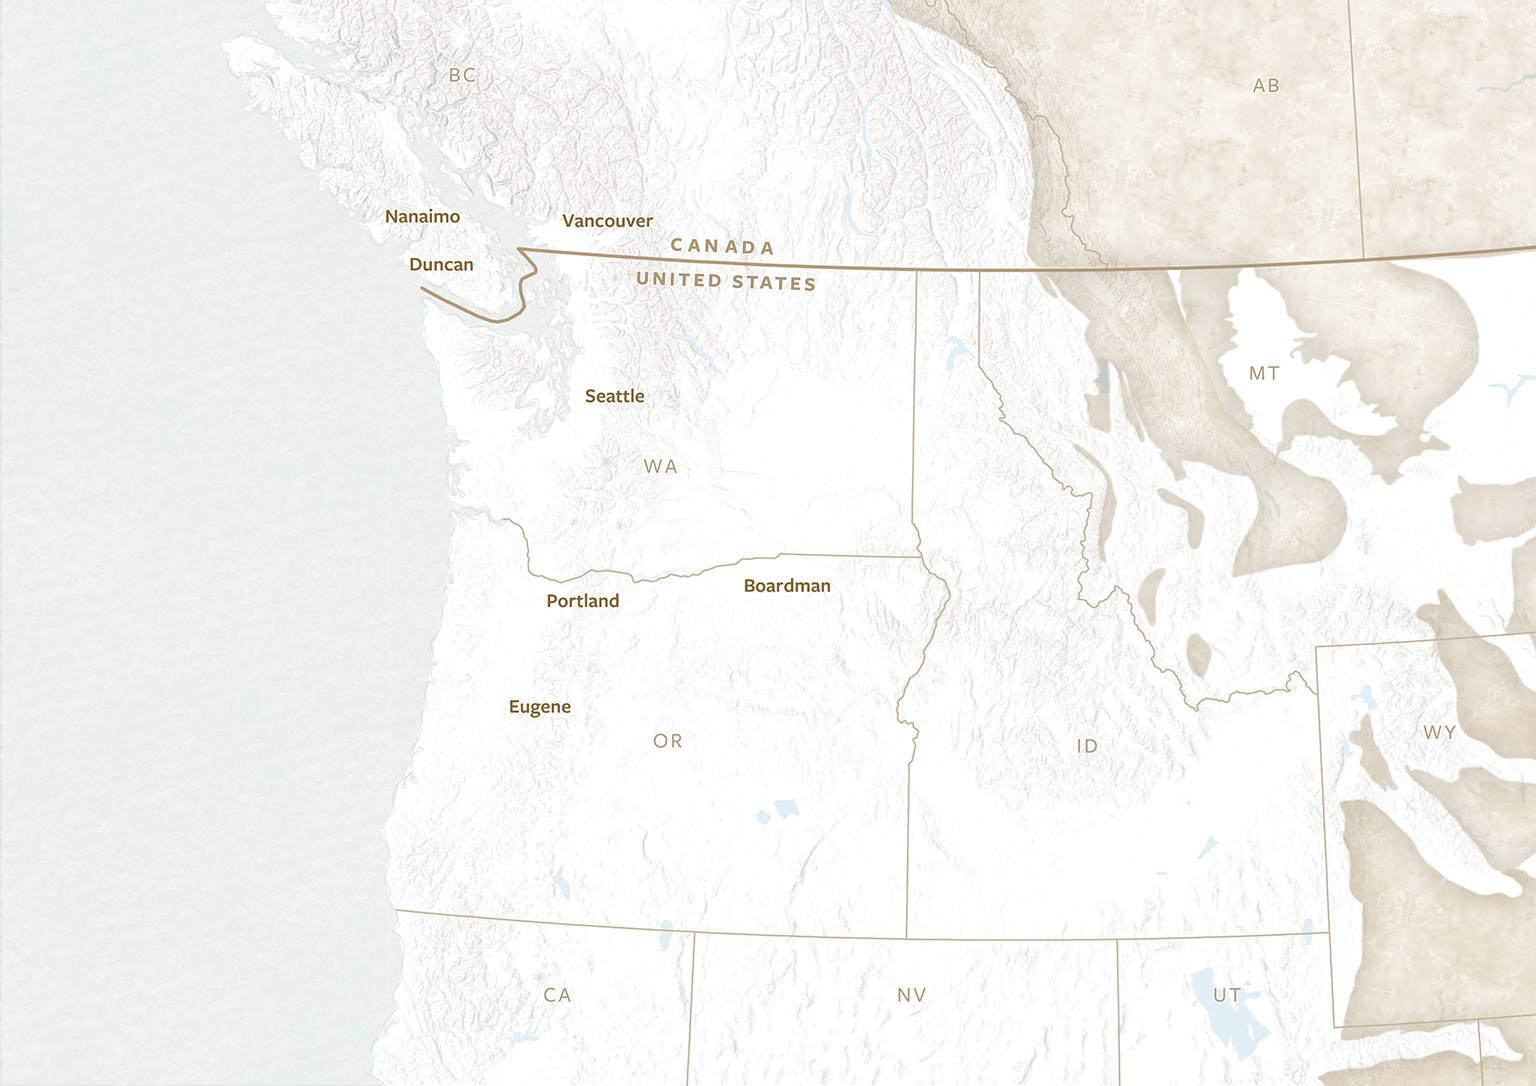 BC
AB
Nanaimo
Vancouver
CANADA
Duncan
UNITED STATES
MT
Seattle
WA
Boardman
Portland
Eugene
WY
OR
ID
CA
NV
UT